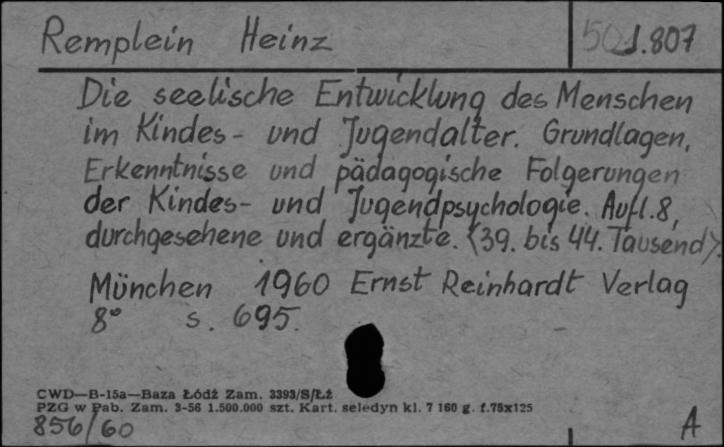 Remplein Heinz
501.807
Die seelische Entwicklung des Menschen
im Kindes- und Jugendalter. Grundlagen,
Erkenntnisse und pädagogische Folgerungen
der Kindes- und Jugendpsychologie. Aufl.8,
durchgesehene und ergänzte. <39. bis 44. Tausend>.
München 1960 Ernst Reinhardt Verlag
8° s. 695.
CWD—B-15a—Baza Łódź Zam. 3393/S/Łź
PZG w Pab. Zam. 3-56 1.500.000 szt. Kart. seledyn kl. 7 160 g. f.75x125
856/60
A